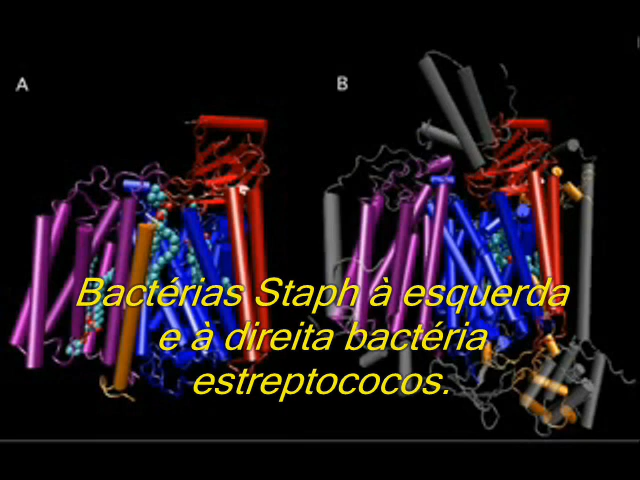 A B
Bactérias Staph à esquerda
e à direita bactéria
estreptococos.